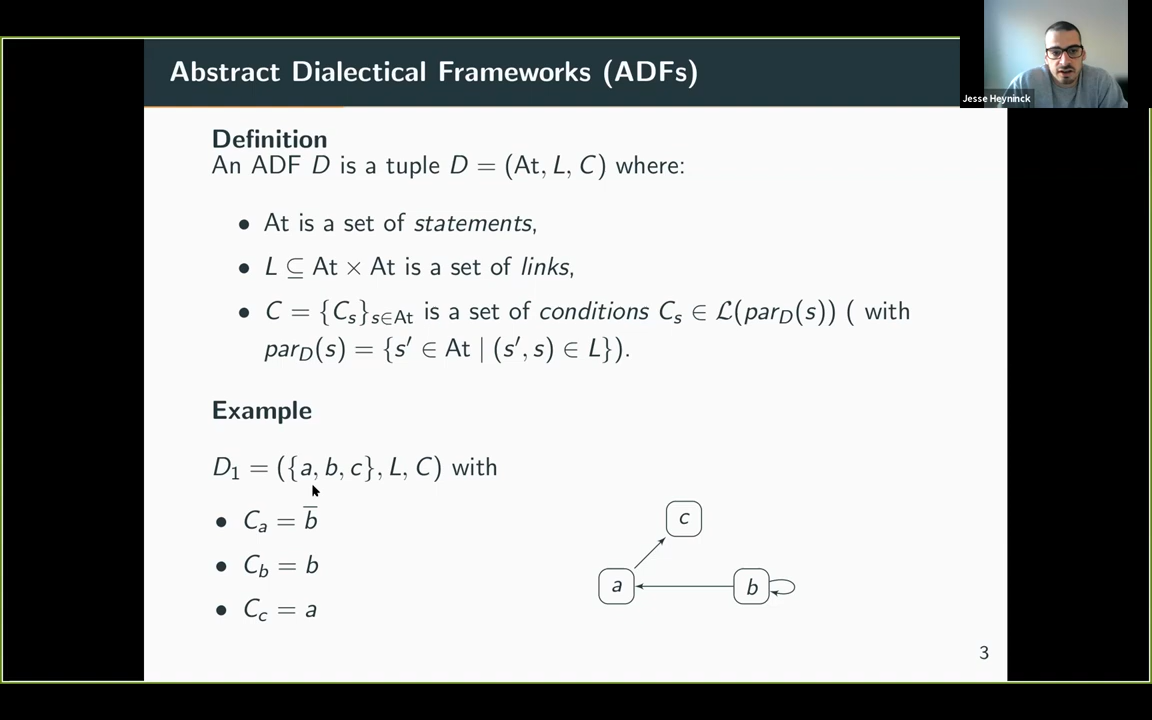 Abstract Dialectical Frameworks (ADFs)
Jesse Heyninck
Definition
An ADF D is a tuple D = (At, L, C) where:
• At is a set of statements,
• L ⊆ At × At is a set of links,
• C = {C_s}_{s∈At} is a set of conditions C_s ∈ ℒ(par_D(s)) ( with
par_D(s) = {s′ ∈ At | (s′, s) ∈ L}).
Example
D₁ = ({a, b, c}, L, C) with
• C_a = b̅
• C_b = b
• C_c = a
c
a
b
3